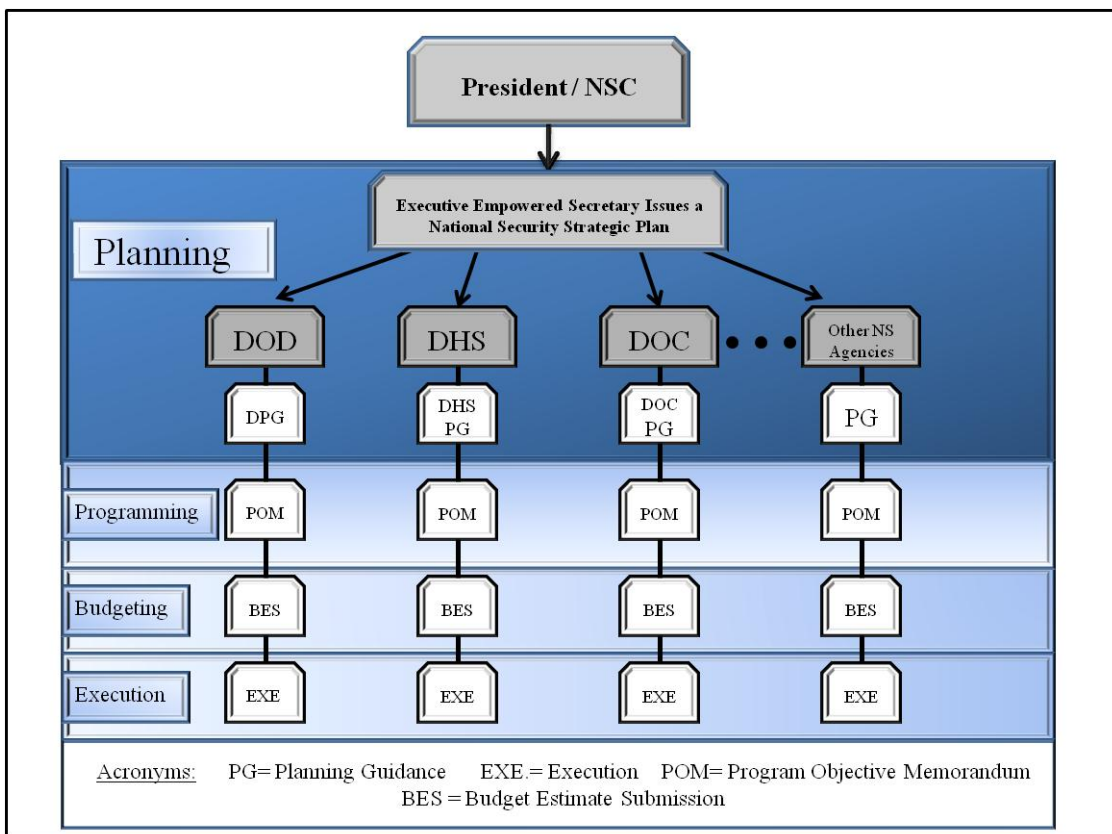 President / NSC
Executive Empowered Secretary Issues a
National Security Strategic Plan
Planning
DOD
DHS
DOC
Other NS
Agencies
DPG
DHS
PG
DOC
PG
PG
Programming
POM
POM
POM
POM
Budgeting
BES
BES
BES
BES
Execution
EXE
EXE
EXE
EXE
Acronyms: PG= Planning Guidance EXE.= Execution POM= Program Objective Memorandum
BES = Budget Estimate Submission